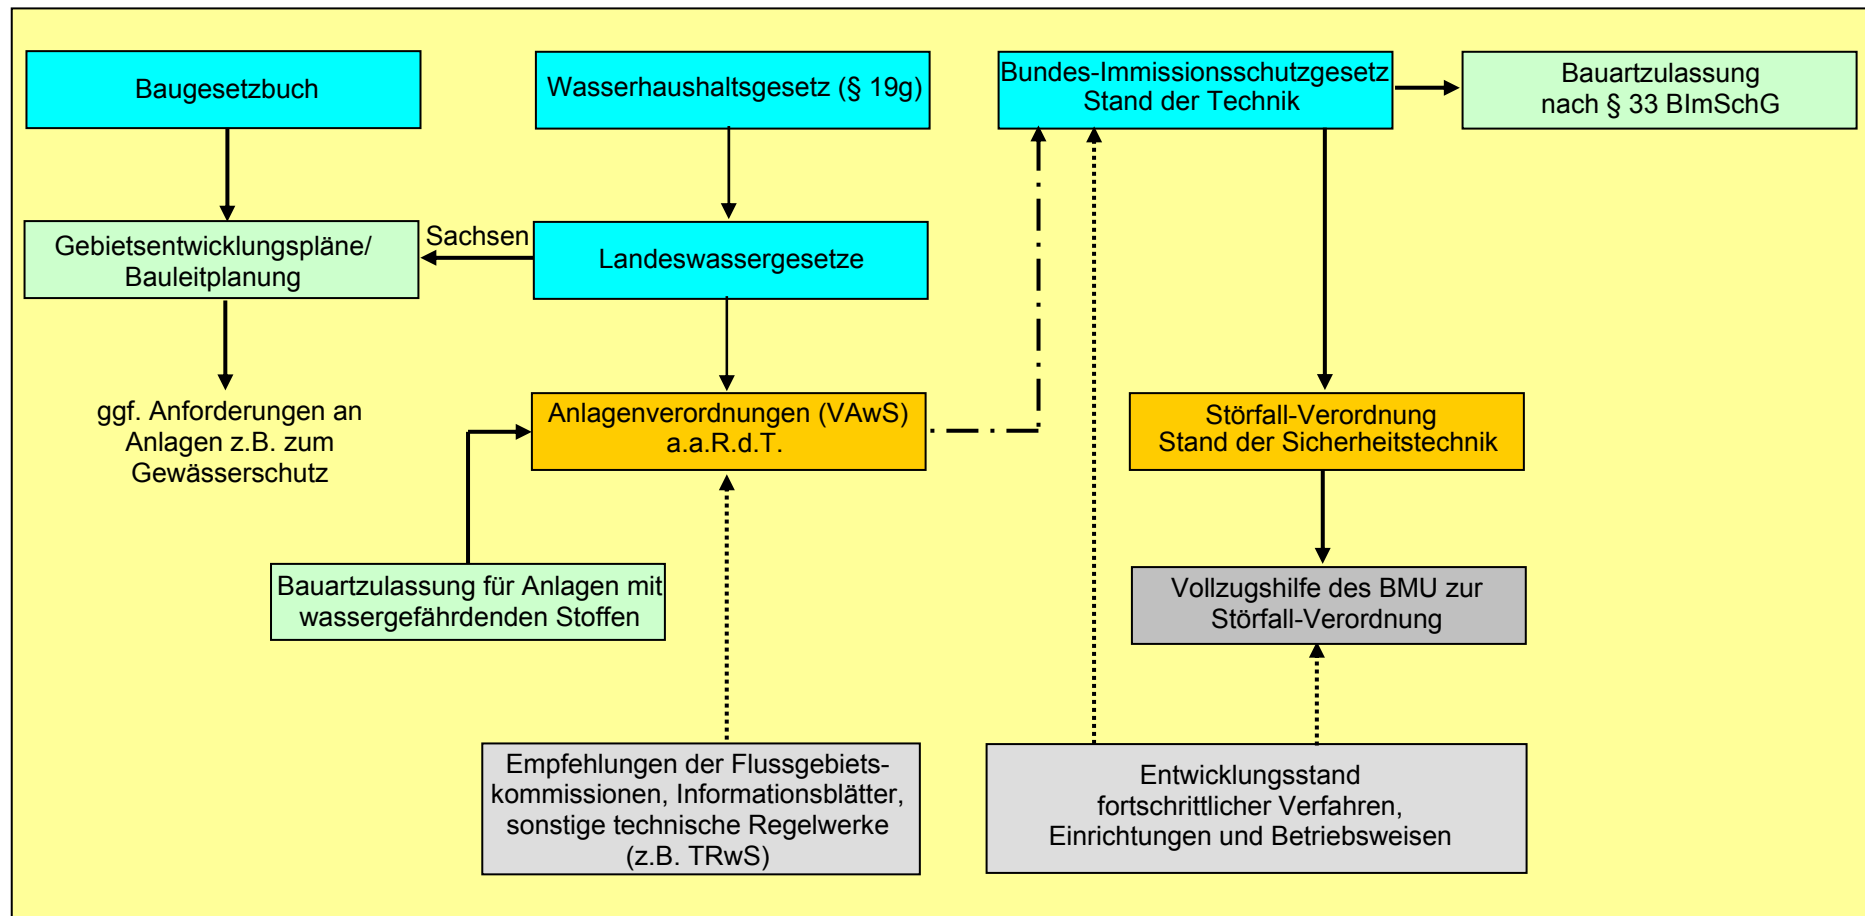 Baugesetzbuch
Wasserhaushaltsgesetz (§ 19g)
Bundes-Immissionsschutzgesetz
Stand der Technik
Bauartzulassung
nach § 33 BImSchG
Gebietsentwicklungspläne/
Bauleitplanung
Sachsen
Landeswassergesetze
ggf. Anforderungen an
Anlagen z.B. zum
Gewässerschutz
Anlagenverordnungen (VAwS)
a.a.R.d.T.
Störfall-Verordnung
Stand der Sicherheitstechnik
Bauartzulassung für Anlagen mit
wassergefährdenden Stoffen
Vollzugshilfe des BMU zur
Störfall-Verordnung
Empfehlungen der Flussgebiets-
kommissionen, Informationsblätter,
sonstige technische Regelwerke
(z.B. TRwS)
Entwicklungsstand
fortschrittlicher Verfahren,
Einrichtungen und Betriebsweisen